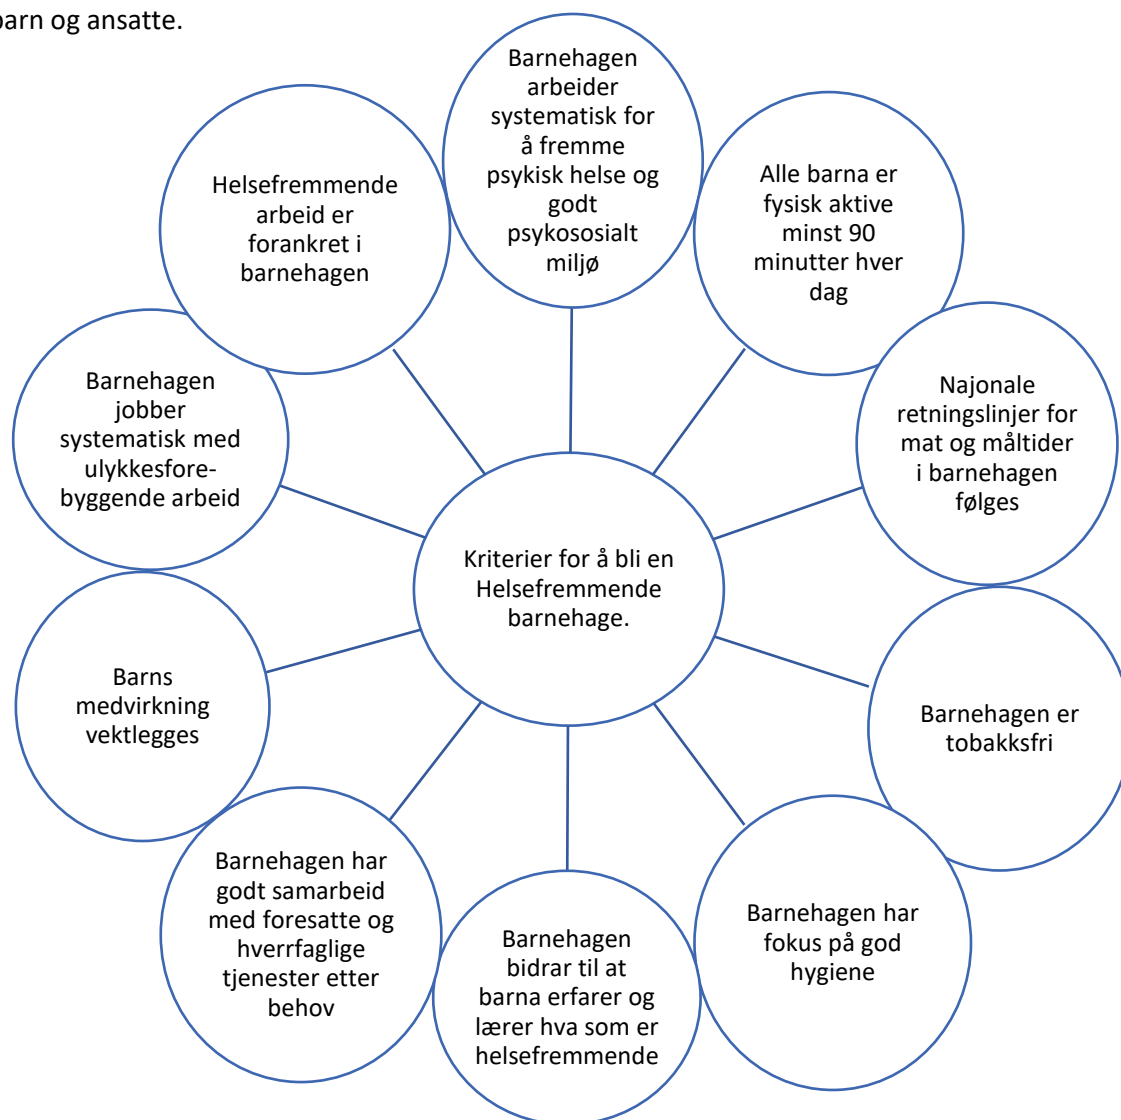 barn og ansatte.
Barnehagen
arbeider
systematisk for
å fremme
psykisk helse og
godt
psykososialt
miljø
Alle barna er
fysisk aktive
minst 90
minutter hver
dag
Najonale
retningslinjer for
mat og måltider
i barnehagen
følges
Barnehagen er
tobakksfri
Barnehagen har
fokus på god
hygiene
Barnehagen
bidrar til at
barna erfarer og
lærer hva som er
helsefremmende
Barnehagen har
godt samarbeid
med foresatte og
hverrfaglige
tjenester etter
behov
Barns
medvirkning
vektlegges
Barnehagen
jobber
systematisk med
ulykkesfore-
byggende arbeid
Helsefremmende
arbeid er
forankret i
barnehagen
Kriterier for å bli en
Helsefremmende
barnehage.